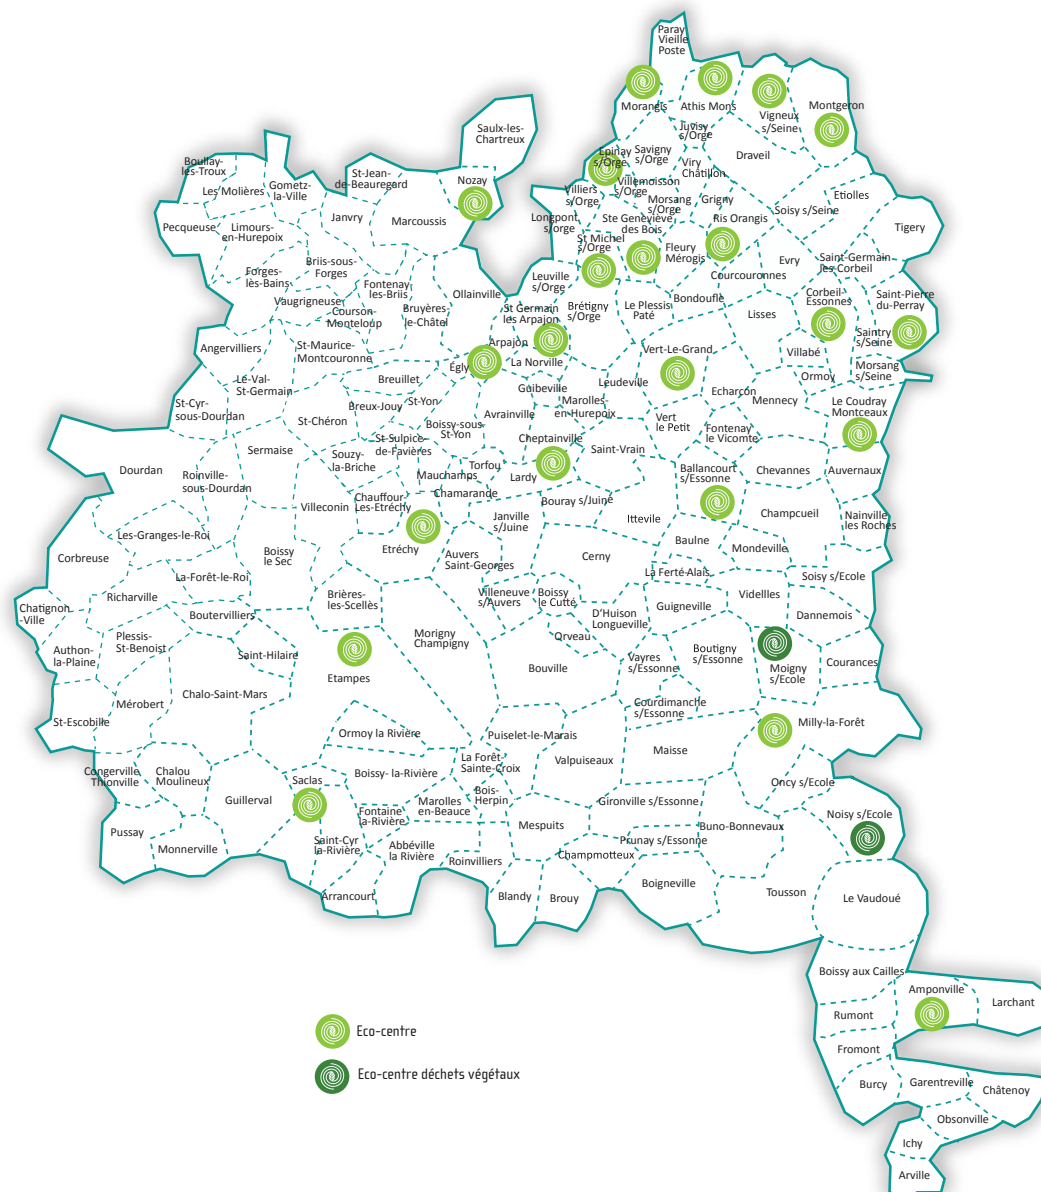 Paray
Vieille
Poste
Morangis
Athis Mons
Vigneux
s/Seine
Montgeron
Saulx-les-
Chartreux
Juvisy
s/Orge
Epinay
s/Orge
Savigny
s/Orge
Draveil
Viry
Châtillon
Boullay-
les-Troux
St-Jean-
de-Beauregard
Nozay
Villemoisson
s/Orge
Villiers
s/Orge
Les Molières
Gometz-
la-Ville
Etiolles
Morsang
s/Orge
Grigny
Soisy s/Seine
Janvry
Marcoussis
Longpont
s/orge
Ste Geneviève
des Bois
Ris Orangis
Pecqueuse
Limours-
en-Hurepoix
Tigery
St Michel
s/Orge
Fleury
Mérogis
Evry
Saint-Germain
les Corbeil
Briis-sous-
Forges
Forges-
lès-Bains
Leuville
s/Orge
Courcouronnes
Fontenay
les-Briis
Ollainville
Bondoufle
Corbeil-
Essonnes
Saint-Pierre
du-Perray
Vaugrigneuse
Courson-
Monteloup
Bruyères-
le-Châtel
St Germain
lès Arpajon
Brétigny
s/Orge
Le Plessis
Paté
Lisses
Saintry
s/Seine
Angervilliers
St-Maurice-
Montcouronne
Arpajon
Vert-Le-Grand
Villabé
Égly
La Norville
Morsang
s/Seine
Ormoy
Le-Val-
St-Germain
Breuillet
Guibeville
Leudeville
Echarcon
Mennecy
Le Coudray
Montceaux
St-Cyr-
sous-Dourdan
Breux-Jouy
St-Yon
Avrainville
Marolles-
en-Hurepoix
St-Chéron
Boissy-sous-
St-Yon
Vert
le Petit
Fontenay
le Vicomte
St-Sulpice-
de-Favières
Cheptainville
Saint-Vrain
Sermaise
Souzy-
la-Briche
Dourdan
Roinville-
sous-Dourdan
Mauchamps
Torfou
Lardy
Ballancourt
s/Essonne
Chevannes
Auvernaux
Villeconin
Chauffour-
Les-Etréchy
Chamarande
Bouray s/Juine
Janville
s/Juine
Itteville
Champcueil
Nainville
les Roches
Les-Granges-le-Roi
Etréchy
Baulne
Mondeville
Corbreuse
Boissy
le Sec
Auvers
Saint-Georges
Cerny
La Ferté-Alais
Soisy s/Ecole
La-Forêt-le-Roi
Richarville
Brières-
les-Scellès
Villeneuve
s/Auvers
Boissy
le Cutté
Guigneville
Videllles
Chatignon
-Ville
Boutervilliers
D'Huison
Longueville
Dannemois
Plessis-
St-Benoist
Morigny
Champigny
Orveau
Authon-
la-Plaine
Saint-Hilaire
Vayres
s/Essonne
Boutigny
s/Essonne
Moigny
s/Ecole
Courances
Etampes
Bouville
Chalo-Saint-Mars
Mérobert
Courdimanche
s/Essonne
St-Escobille
Milly-la-Forêt
Ormoy la Rivière
Puiselet-le-Marais
Maisse
Valpuiseaux
Congerville
Thionville
Chalou
Moulineux
Saclas
Boissy- la-Rivière
La Forêt-
Sainte-Croix
Oncy s/Ecole
Guillerval
Fontaine
la-Rivière
Marolles
en-Beauce
Bois-
Herpin
Gironville s/Essonne
Noisy s/Ecole
Pussay
Monnerville
Saint-Cyr
la-Rivière
Abbéville
la Rivière
Mespuits
Prunay s/Essonne
Buno-Bonnevaux
Roinvilliers
Champmotteux
Arrancourt
Blandy
Brouy
Boigneville
Tousson
Le Vaudoué
Boissy aux Cailles
Amponville
Larchant
Rumont
Eco-centre
Fromont
Eco-centre déchets végétaux
Burcy
Garentreville
Châtenoy
Obsonville
Ichy
Arville